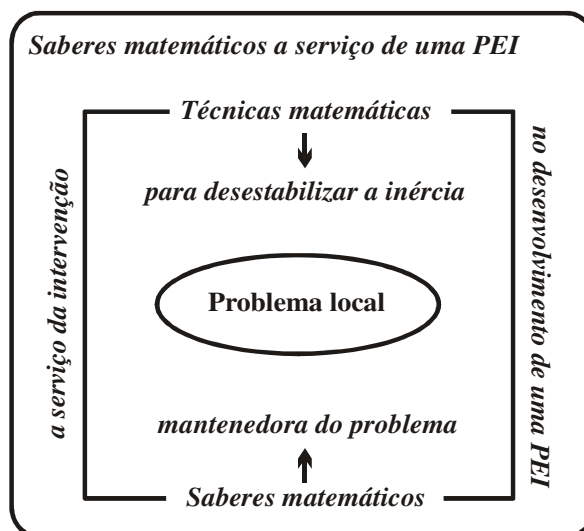 Saberes matemáticos a serviço de uma PEI
Técnicas matemáticas
para desestabilizar a inércia
a serviço da intervenção
Problema local
no desenvolvimento de uma PEI
mantenedora do problema
Saberes matemáticos